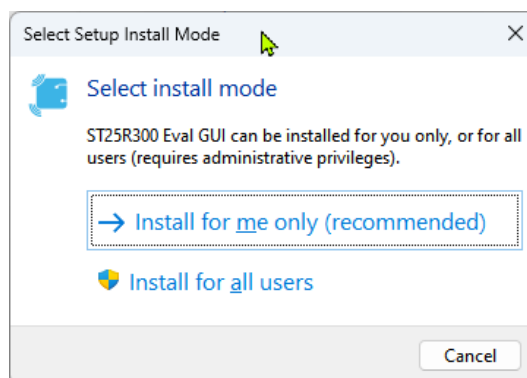 Select Setup Install Mode
Select install mode
ST25R300 Eval GUI can be installed for you only, or for all
users (requires administrative privileges).
Install for me only (recommended)
Install for all users
Cancel